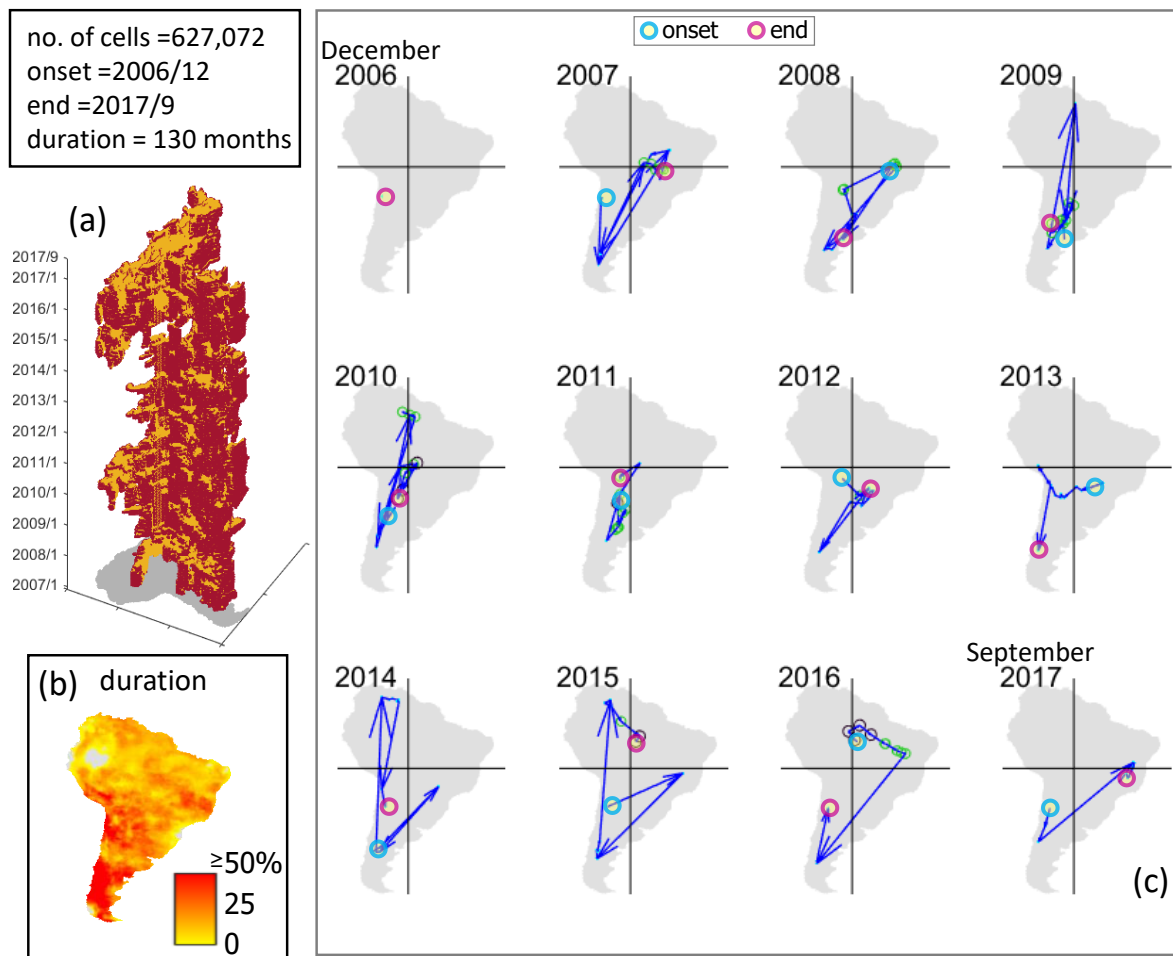 no. of cells =627,072
onset =2006/12
end =2017/9
duration = 130 months
(a)
2017/9
2017/1
2016/1
2015/1
2014/1
2013/1
2012/1
2011/1
2010/1
2009/1
2008/1
2007/1
(b) duration
≥50%
25
0
onset end
December
2006 2007 2008 2009
2010 2011 2012 2013
September
2014 2015 2016 2017
(c)